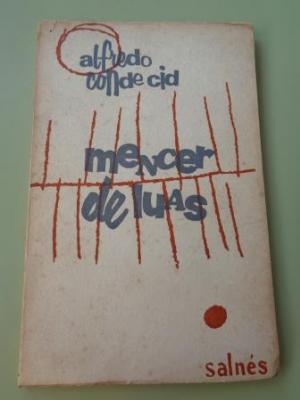 alfredo
conde cid
mencer
de luas
salnés